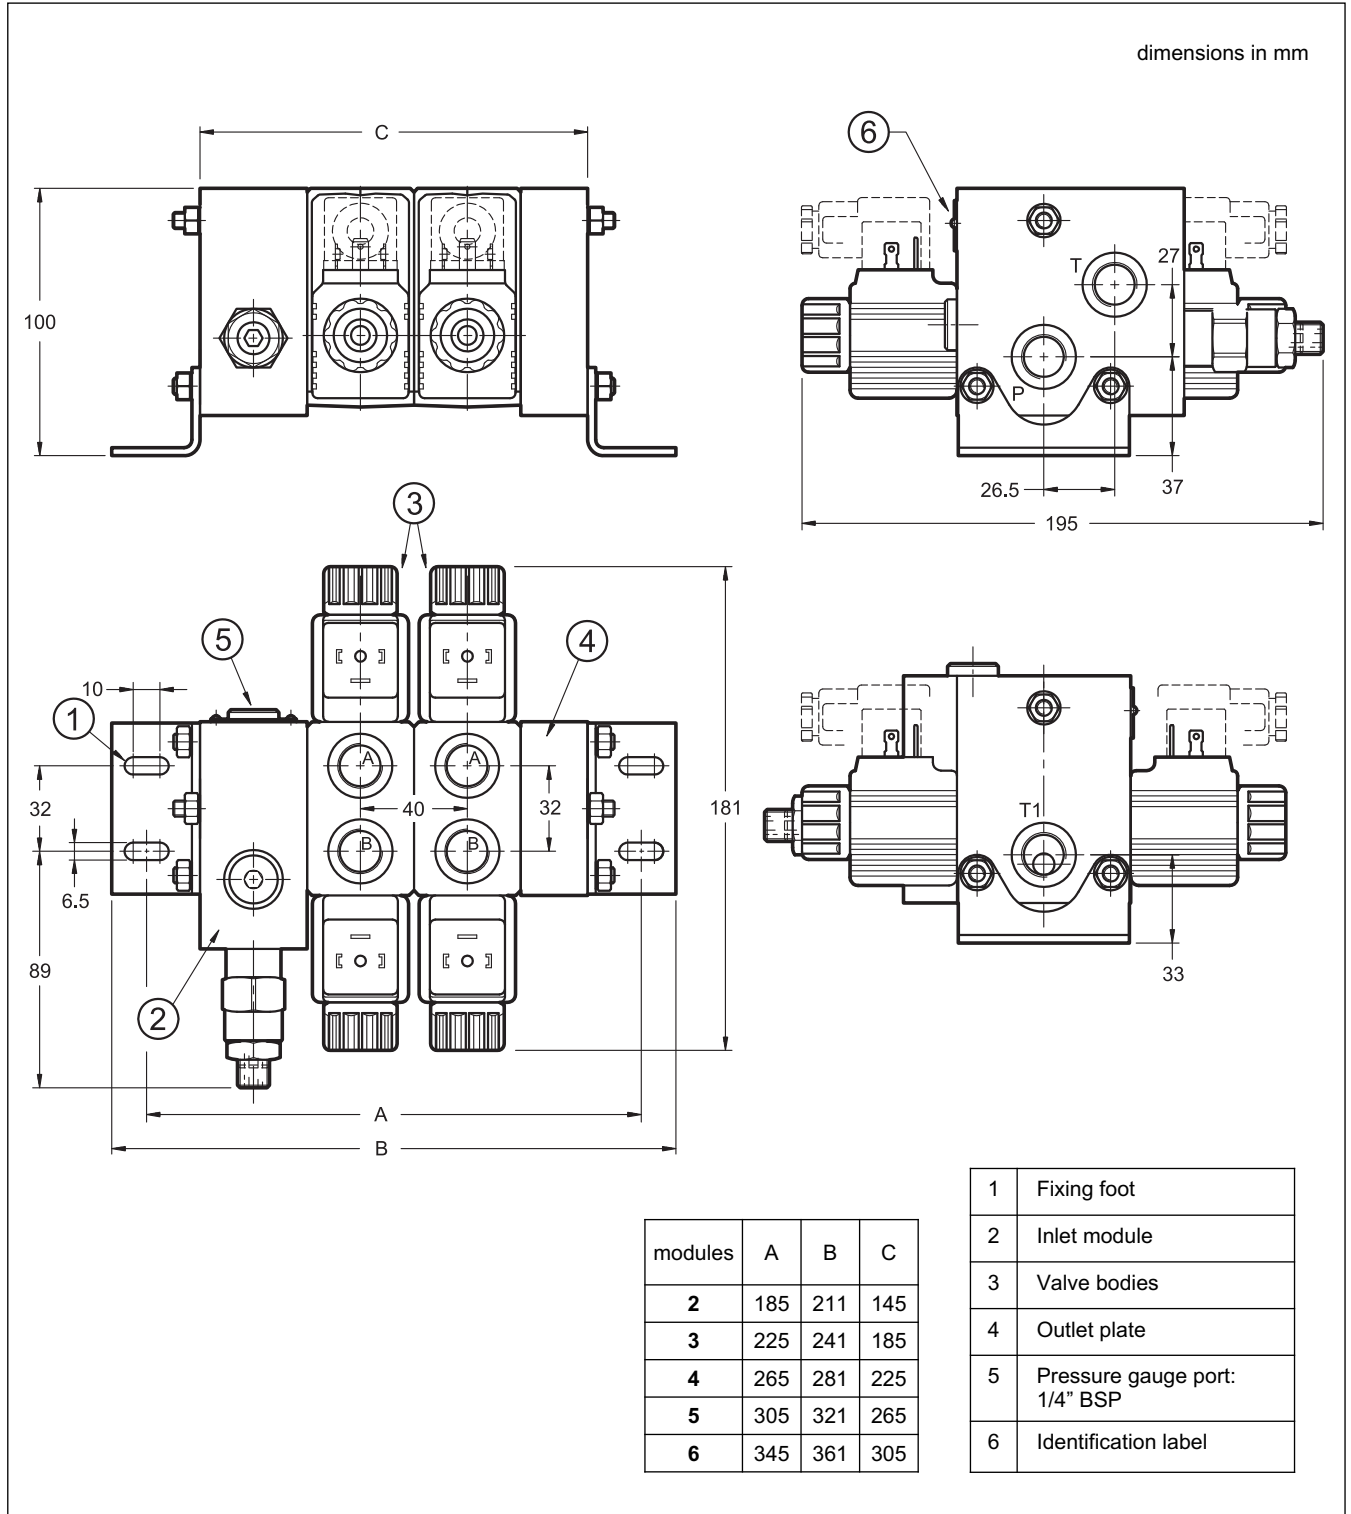 dimensions in mm
C
6
100
T
27
P
26.5
37
195
3
5
4
10
1
A
A
32
40
32
181
B
B
6.5
T1
89
33
2
A
B
modules A B C
2 185 211 145
3 225 241 185
4 265 281 225
5 305 321 265
6 345 361 305
1 Fixing foot
2 Inlet module
3 Valve bodies
4 Outlet plate
5 Pressure gauge port:
1/4” BSP
6 Identification label